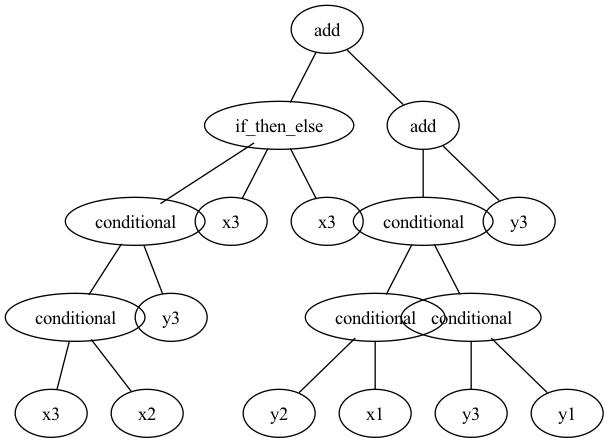 add
if_then_else add
conditional x3 x3 conditional y3
conditional y3 conditional conditional
x3 x2 y2 x1 y3 y1